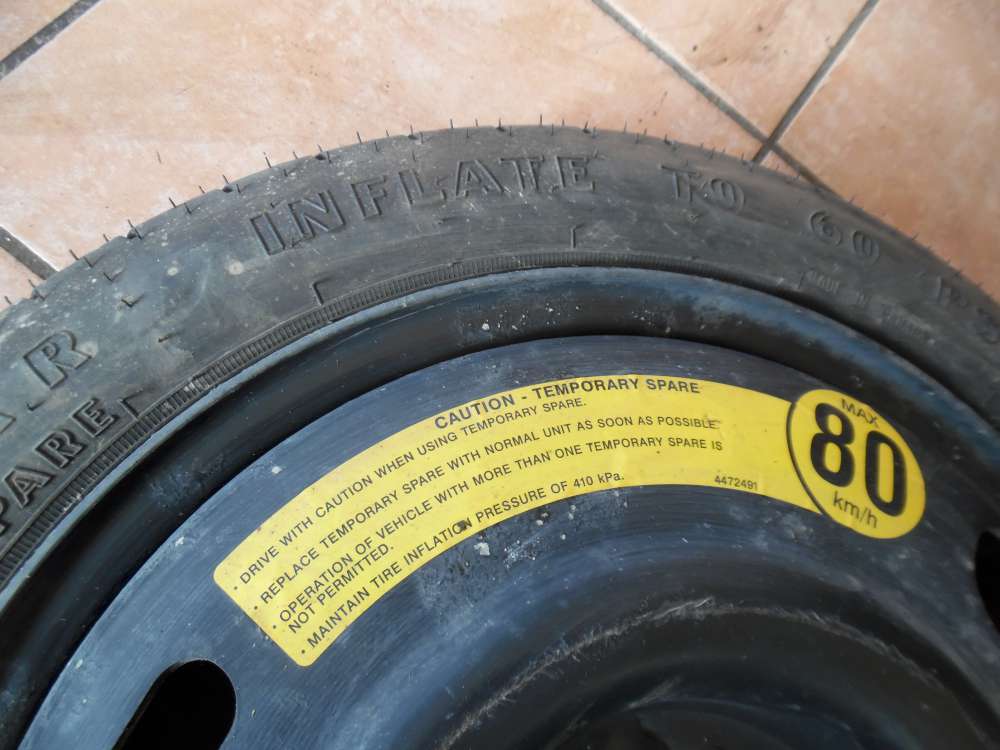 INFLATE TO 60
R
PARE
CAUTION - TEMPORARY SPARE
• DRIVE WITH CAUTION WHEN USING TEMPORARY SPARE.
• REPLACE TEMPORARY SPARE WITH NORMAL UNIT AS SOON AS POSSIBLE
• OPERATION OF VEHICLE WITH MORE THAN ONE TEMPORARY SPARE IS
NOT PERMITTED.
• MAINTAIN TIRE INFLATION PRESSURE OF 410 kPa.
4472491
MAX
80
km/h